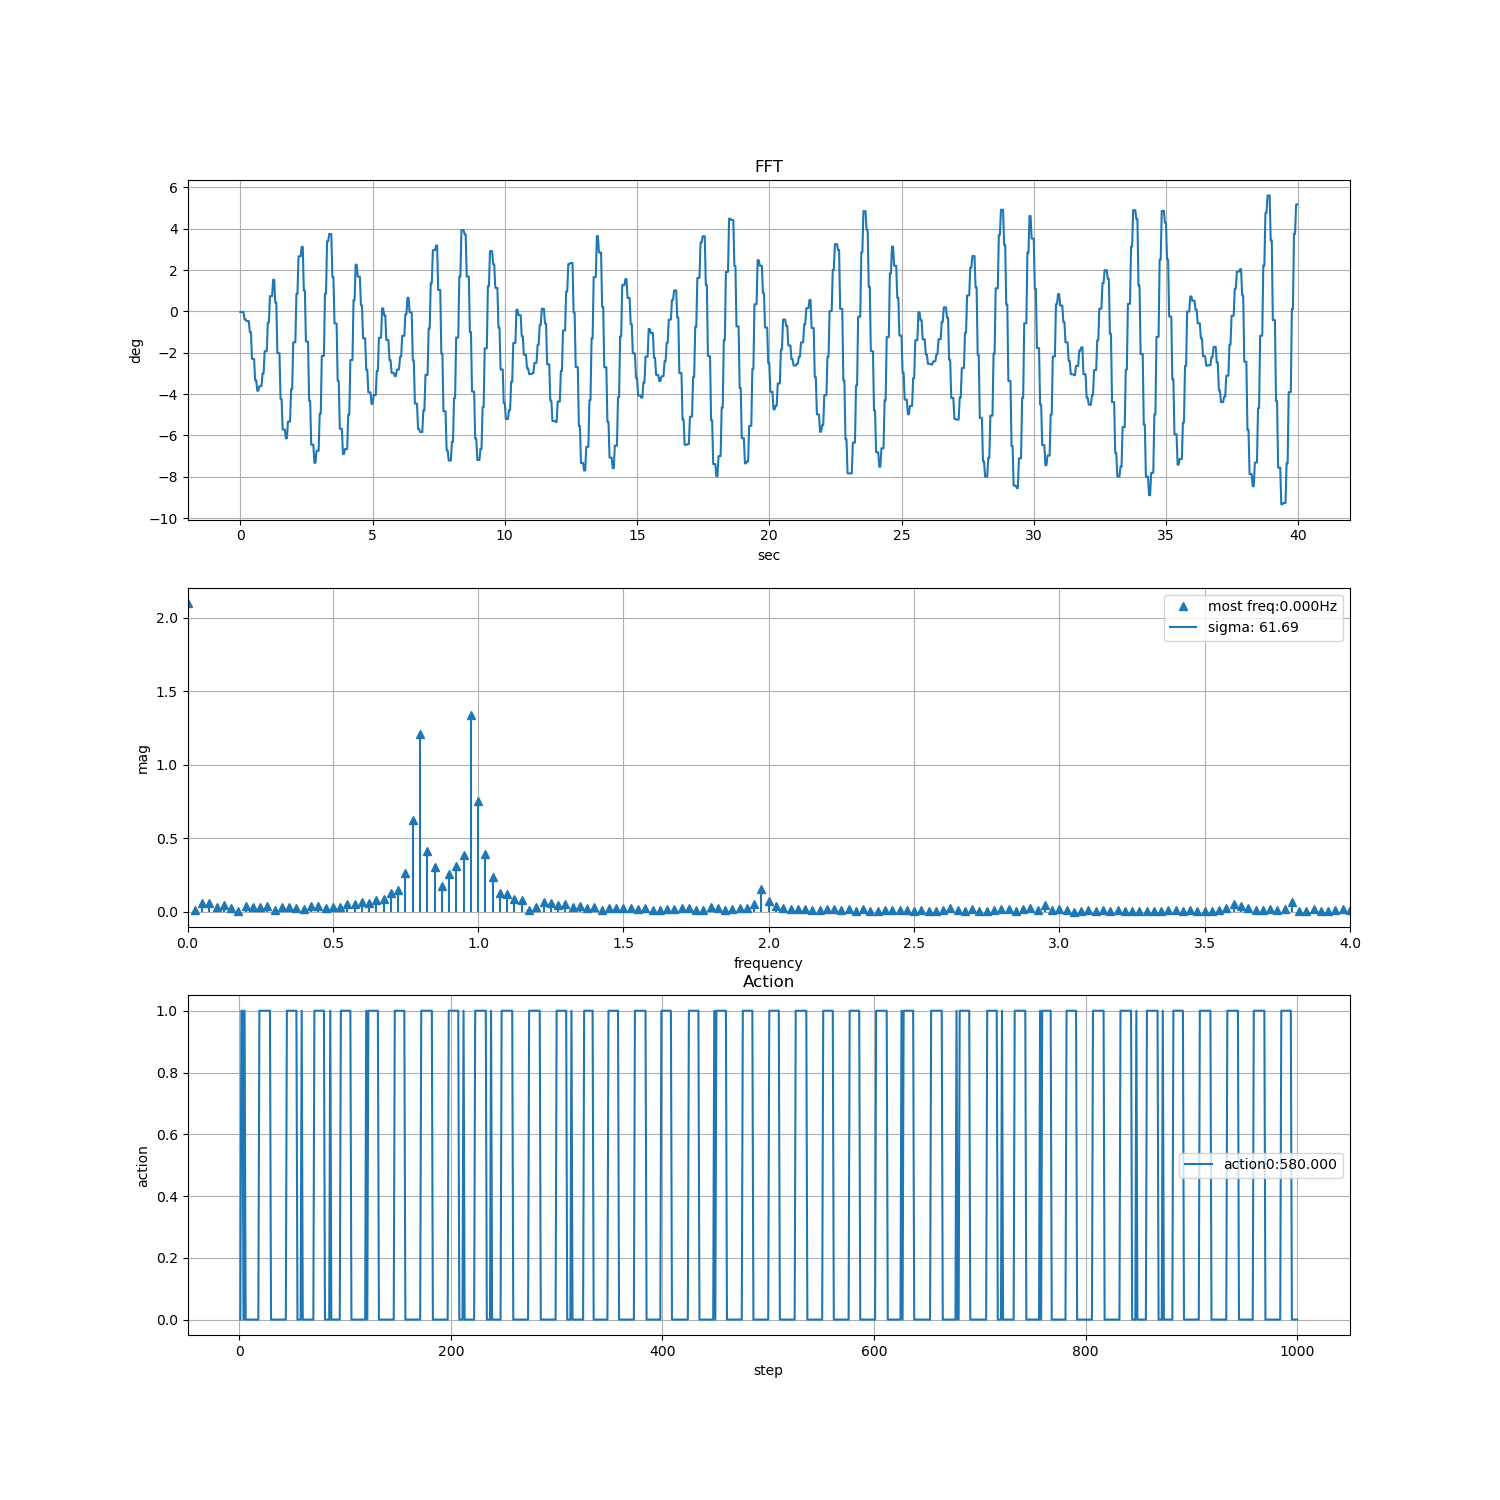 FFT
6
4
2
0
−2
−4
−6
−8
−10
deg
0 5 10 15 20 25 30 35 40
sec
most freq:0.000Hz
sigma: 61.69
2.0
1.5
1.0
0.5
0.0
mag
0.0 0.5 1.0 1.5 2.0 2.5 3.0 3.5 4.0
frequency
Action
1.0
0.8
0.6
0.4
0.2
0.0
action
action0:580.000
0 200 400 600 800 1000
step